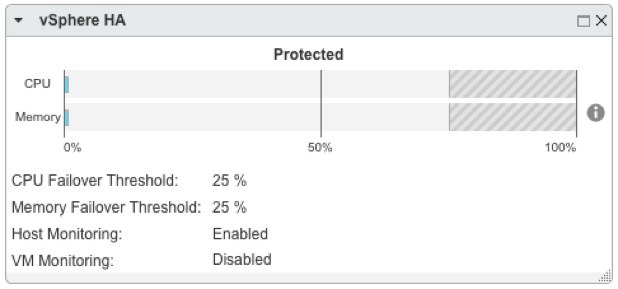 vSphere HA
Protected
CPU
Memory
0% 50% 100%
CPU Failover Threshold: 25 %
Memory Failover Threshold: 25 %
Host Monitoring: Enabled
VM Monitoring: Disabled